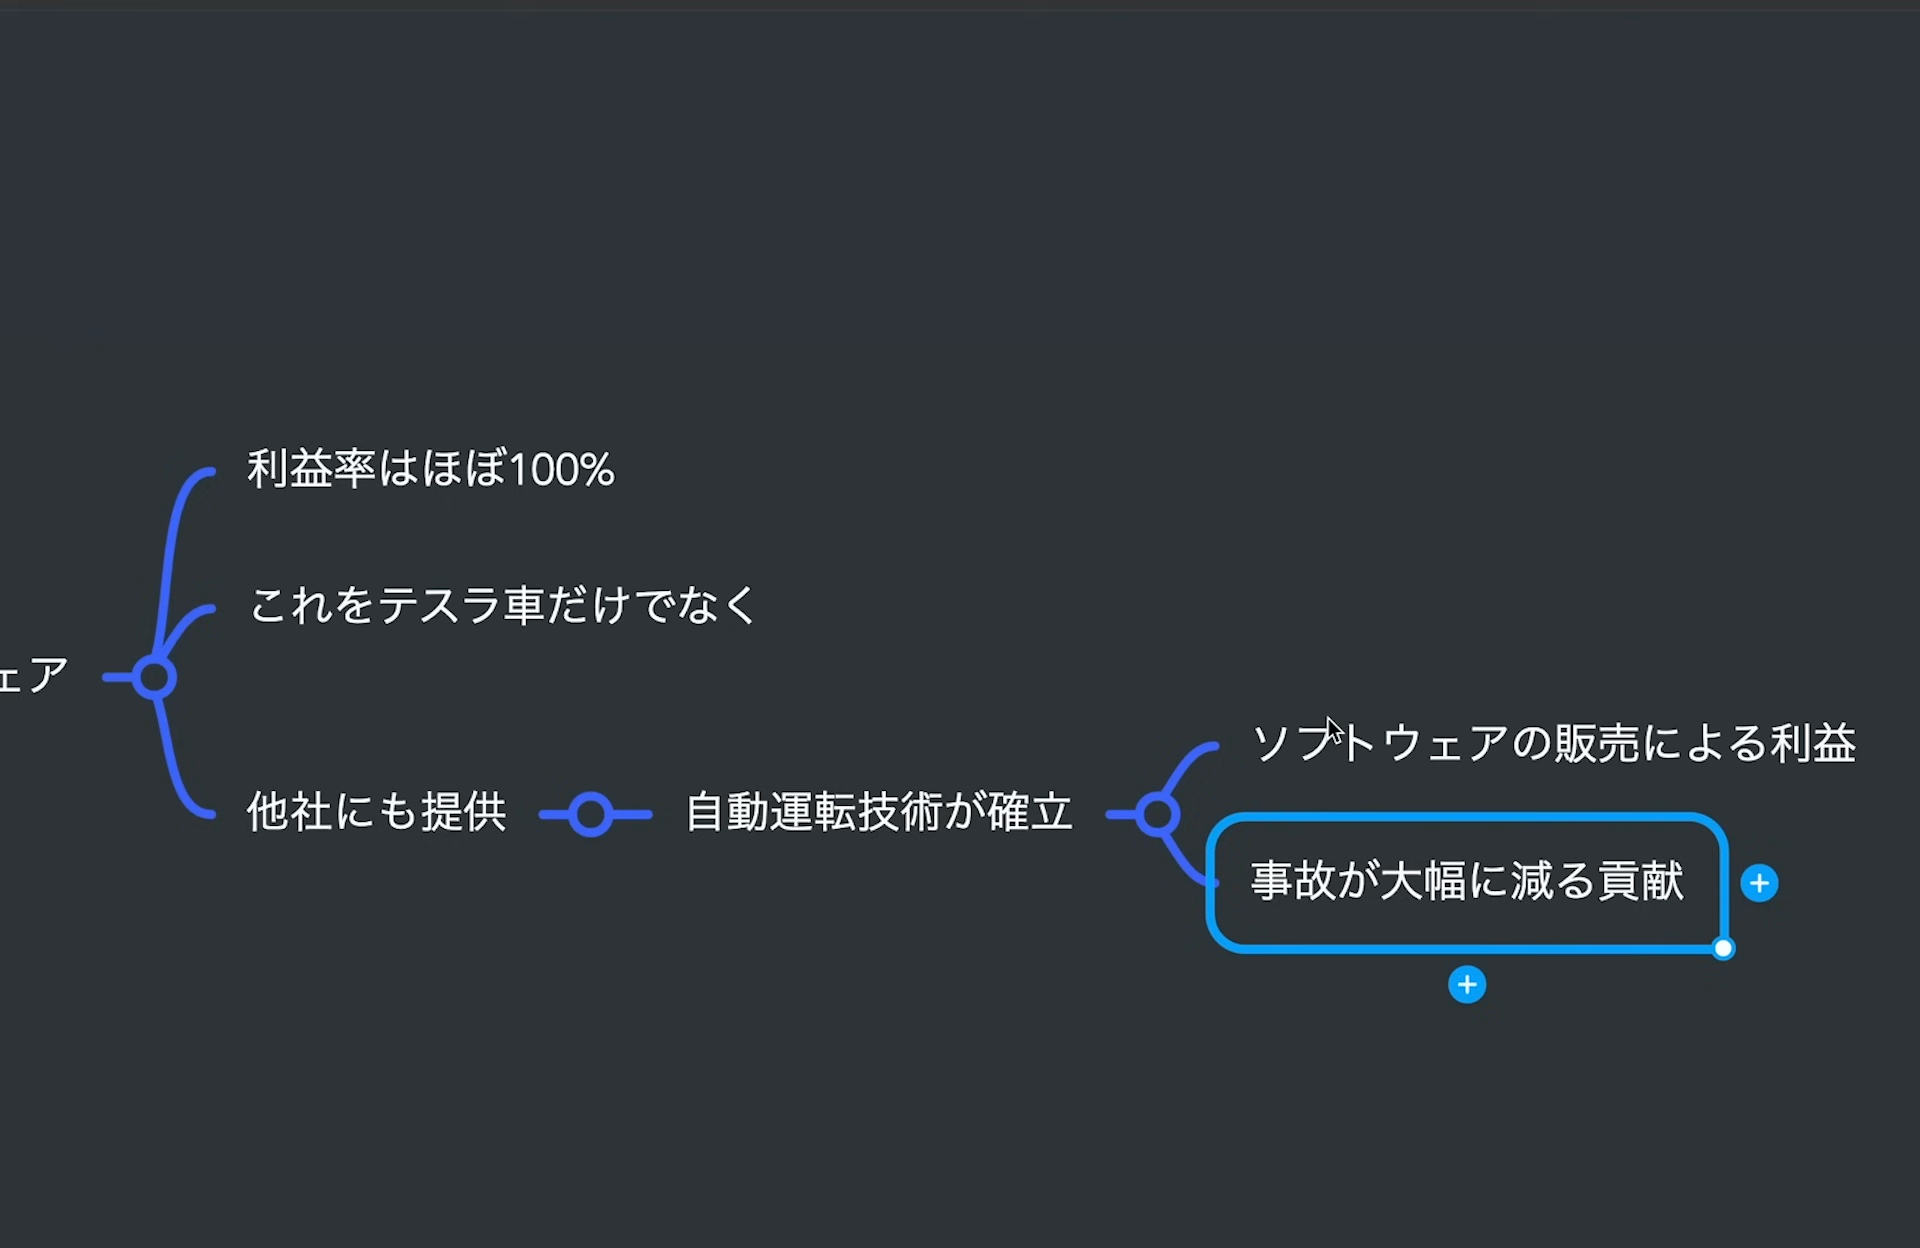 利益率はほぼ100%
これをテスラ車だけでなく
ェア
他社にも提供
自動運転技術が確立
ソフトウェアの販売による利益
事故が大幅に減る貢献